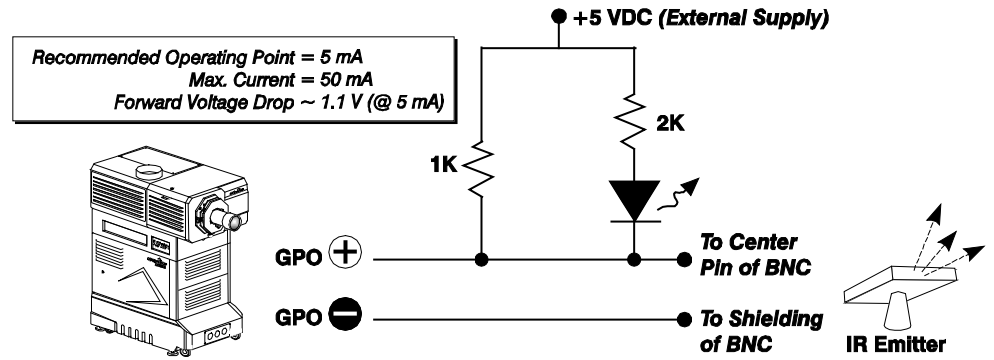 +5 VDC (External Supply)
Recommended Operating Point = 5 mA
Max. Current = 50 mA
Forward Voltage Drop ~ 1.1 V (@ 5 mA)
2K
1K
GPO +
To Center
Pin of BNC
GPO −
To Shielding
of BNC
IR Emitter